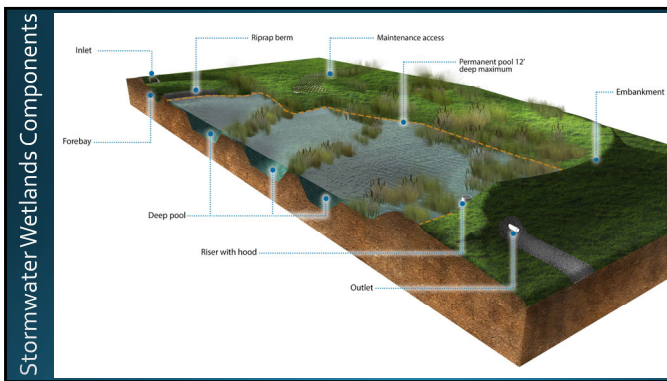 Stormwater Wetlands Components
Inlet
Riprap berm
Maintenance access
Permanent pool 12'
deep maximum
Embankment
Forebay
Deep pool
Riser with hood
Outlet